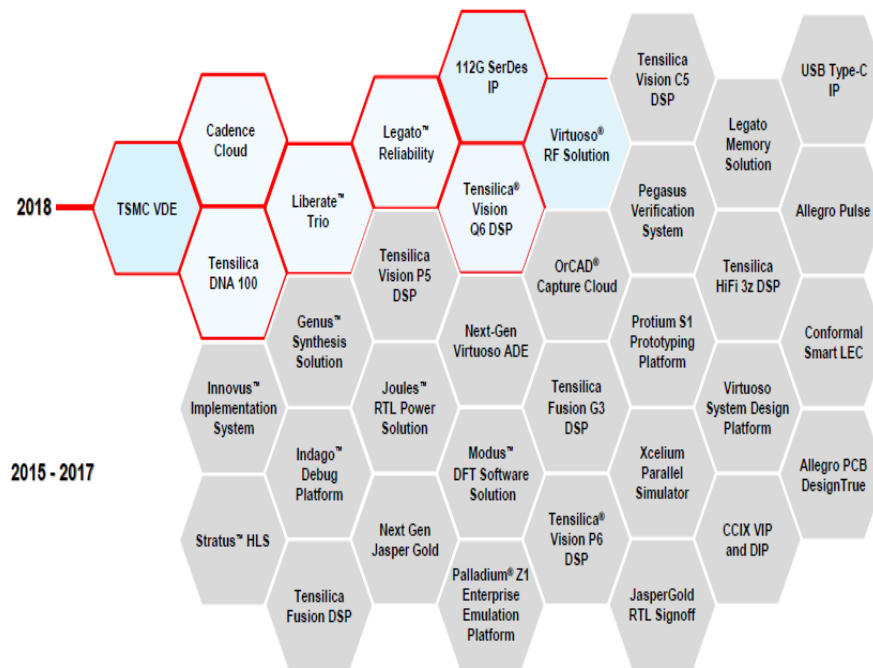 2018
TSMC VDE
Cadence
Cloud
Tensilica
DNA 100
Innovus™
Implementation
System
Stratus™ HLS
Liberate™
Trio
Genus™
Synthesis
Solution
Indago™
Debug
Platform
Tensilica
Fusion DSP
Legato™
Reliability
Tensilica
Vision P5
DSP
Joules™
RTL Power
Solution
Next Gen
Jasper Gold
112G SerDes
IP
Tensilica®
Vision
Q6 DSP
Next-Gen
Virtuoso ADE
Modus™
DFT Software
Solution
Palladium® Z1
Enterprise
Emulation
Platform
Virtuoso®
RF Solution
OrCAD®
Capture Cloud
Tensilica
Fusion G3
DSP
Tensilica®
Vision P6
DSP
Tensilica
Vision C5
DSP
Pegasus
Verification
System
Protium S1
Prototyping
Platform
Xcelium
Parallel
Simulator
JasperGold
RTL Signoff
Legato
Memory
Solution
Tensilica
HiFi 3z DSP
Virtuoso
System Design
Platform
CCIX VIP
and DIP
USB Type-C
IP
Allegro Pulse
Conformal
Smart LEC
Allegro PCB
DesignTrue
2015 - 2017